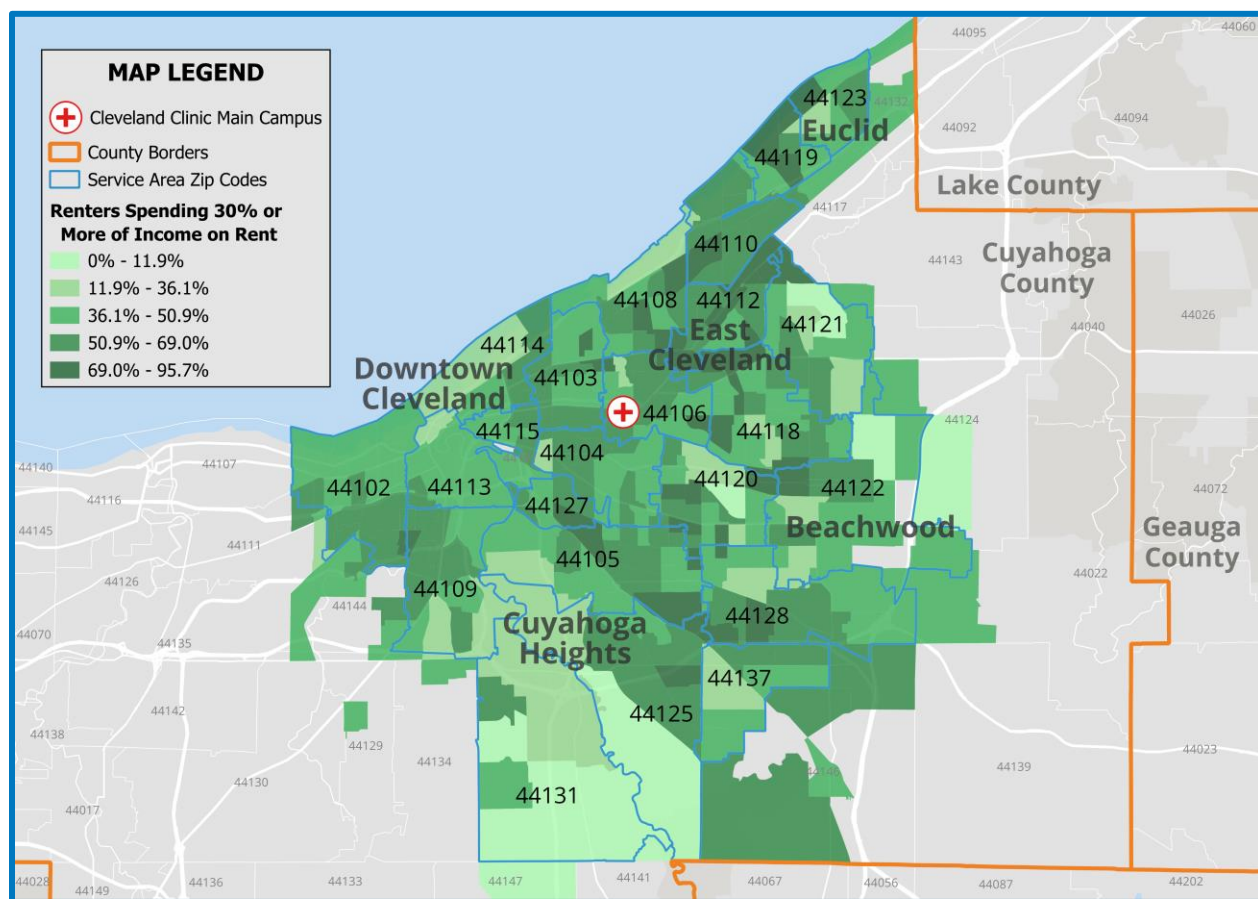 MAP LEGEND
Cleveland Clinic Main Campus
County Borders
Service Area Zip Codes
Renters Spending 30% or
More of Income on Rent
0% - 11.9%
11.9% - 36.1%
36.1% - 50.9%
50.9% - 69.0%
69.0% - 95.7%
44095
44060
44123
44132
Euclid
44092
44094
44119
Lake County
44117
44110
44143
Cuyahoga
County
44108
44112
44026
44121
East
Cleveland
44040
44114
Downtown
Cleveland
44103
44106
44124
44115
44118
44107
44140
44104
44102
44113
44120
44122
44072
44116
44127
Beachwood
Geauga
County
44145
44111
44105
44022
44126
44109
44144
44128
44070
44135
Cuyahoga
Heights
44137
44125
44142
44138
44129
44134
44023
44139
44146
44130
44131
44017
44028
44149
44136
44133
44147
44141
44067
44056
44087
44202